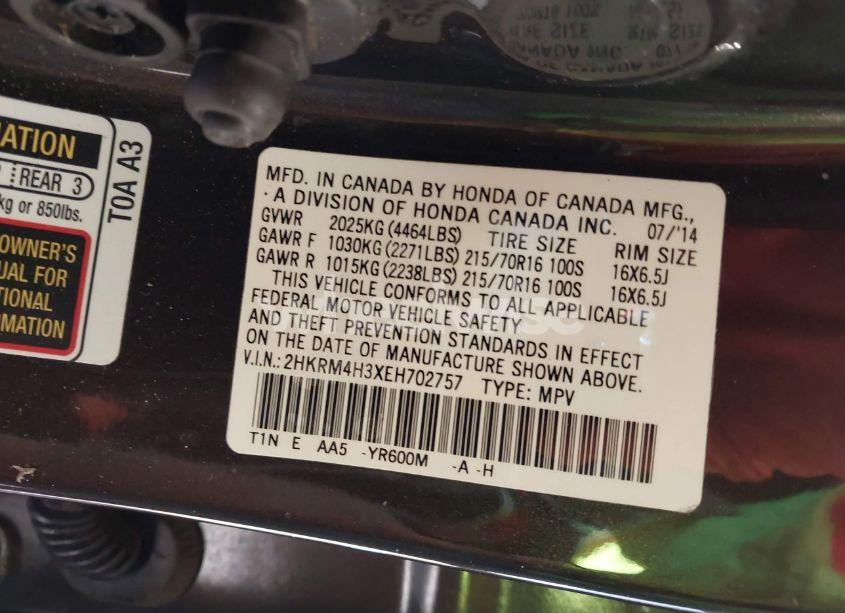 MATION
REAR 3
kg or 850lbs.
OWNER'S
UAL FOR
TIONAL
ORMATION
T0A A3
MFD. IN CANADA BY HONDA OF CANADA MFG.,
·A DIVISION OF HONDA CANADA INC. 07/'14
GVWR 2025KG(4464LBS) TIRE SIZE RIM SIZE
GAWR F 1030KG(2271LBS) 215/70R16 100S 16X6.5J
GAWR R 1015KG(2238LBS) 215/70R16 100S 16X6.5J
THIS VEHICLE CONFORMS TO ALL APPLICABLE
FEDERAL MOTOR VEHICLE SAFETY
AND THEFT PREVENTION STANDARDS IN EFFECT
ON THE DATE OF MANUFACTURE SHOWN ABOVE.
V.I.N.: 2HKRM4H3XEH702757 TYPE: MPV
T1N E AA5 -YR600M -A -H